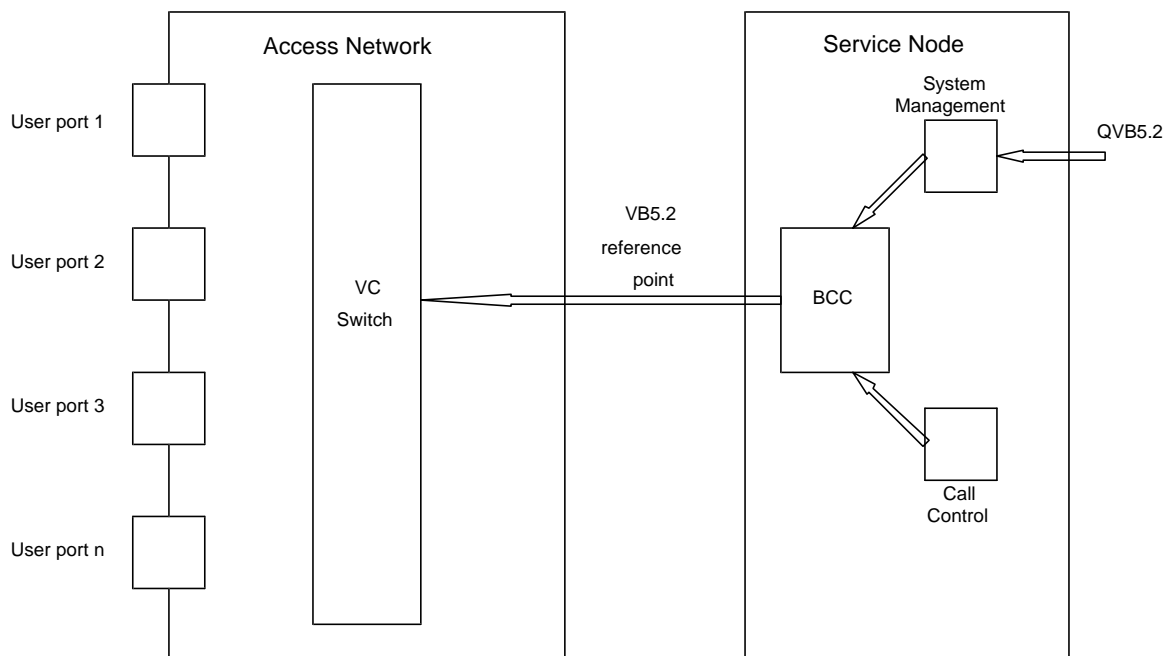 Access Network
Service Node
System
Management
User port 1
QVB5.2
VB5.2
reference
point
User port 2
VC
Switch
BCC
User port 3
Call
Control
User port n